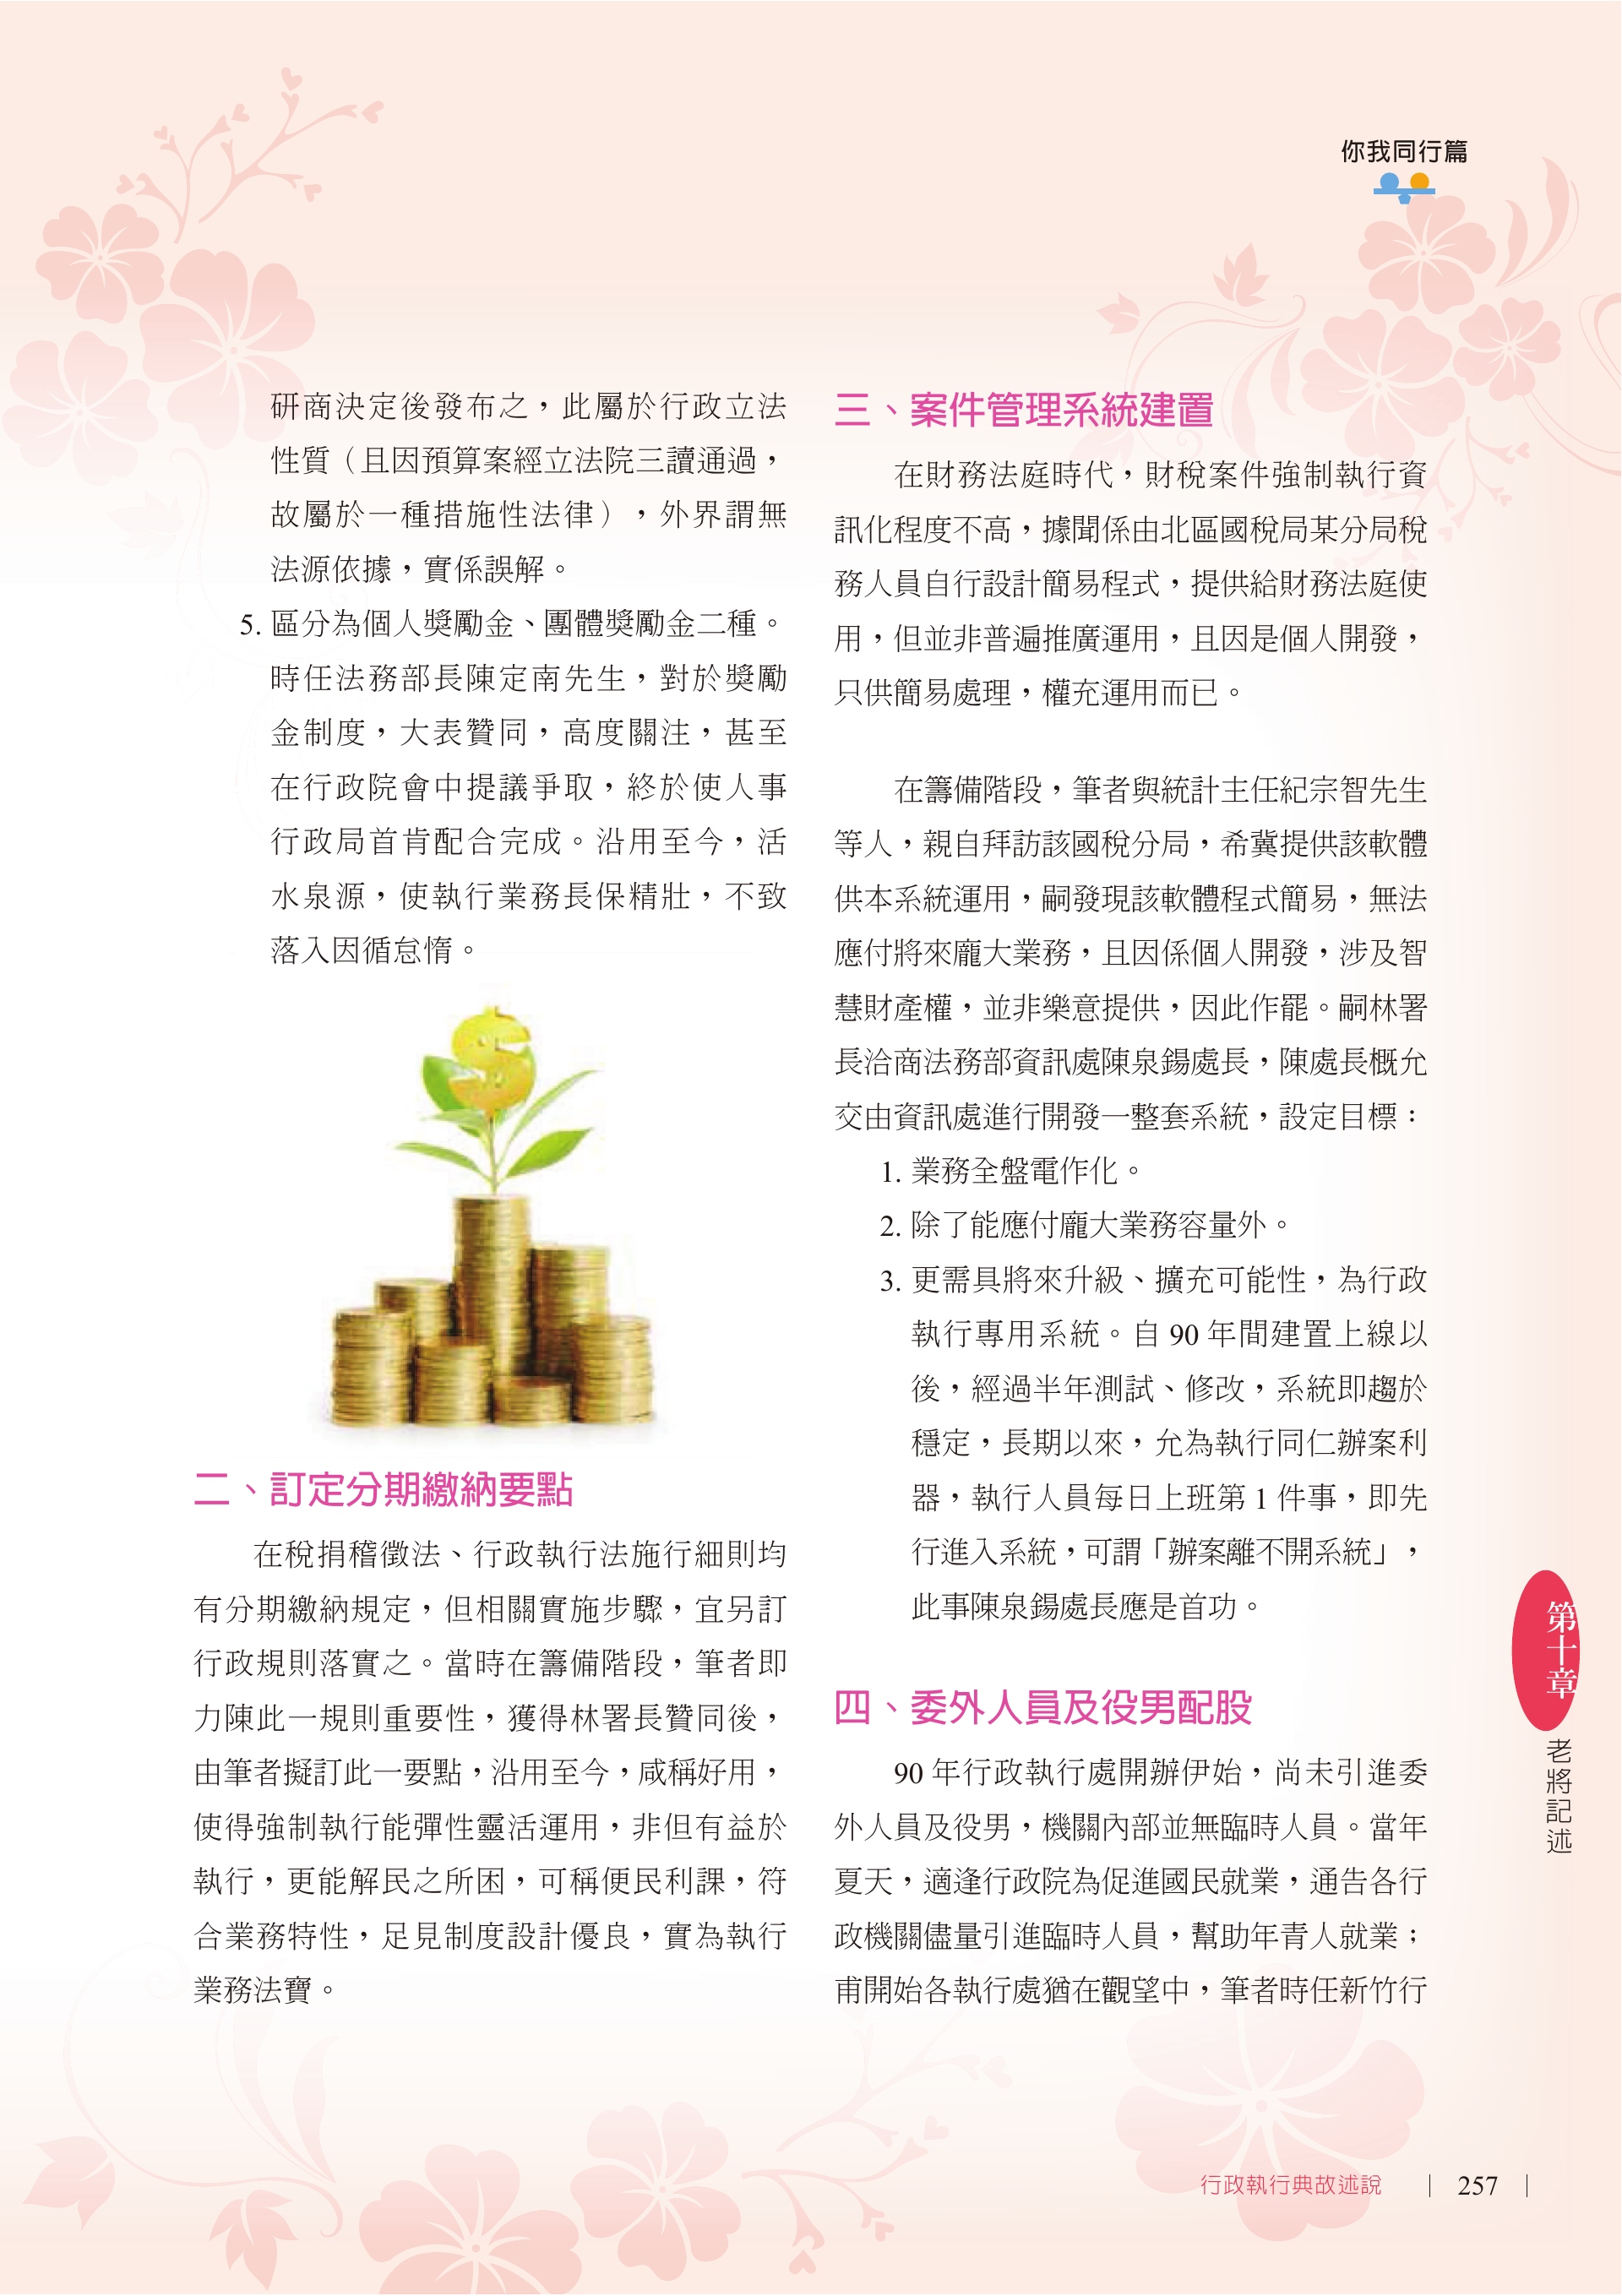 你我同行篇
研商決定後發布之，此屬於行政立法
性質（且因預算案經立法院三讀通過，
故屬於一種措施性法律），外界謂無
法源依據，實係誤解。
5. 區分為個人獎勵金、團體獎勵金二種。
時任法務部長陳定南先生，對於獎勵
金制度，大表贊同，高度關注，甚至
在行政院會中提議爭取，終於使人事
行政局首肯配合完成。沿用至今，活
水泉源，使執行業務長保精壯，不致
落入因循怠惰。
二、訂定分期繳納要點
在稅捐稽徵法、行政執行法施行細則均
有分期繳納規定，但相關實施步驟，宜另訂
行政規則落實之。當時在籌備階段，筆者即
力陳此一規則重要性，獲得林署長贊同後，
由筆者擬訂此一要點，沿用至今，咸稱好用，
使得強制執行能彈性靈活運用，非但有益於
執行，更能解民之所困，可稱便民利課，符
合業務特性，足見制度設計優良，實為執行
業務法寶。
三、案件管理系統建置
在財務法庭時代，財稅案件強制執行資
訊化程度不高，據聞係由北區國稅局某分局稅
務人員自行設計簡易程式，提供給財務法庭使
用，但並非普遍推廣運用，且因是個人開發，
只供簡易處理，權充運用而已。
在籌備階段，筆者與統計主任紀宗智先生
等人，親自拜訪該國稅分局，希冀提供該軟體
供本系統運用，嗣發現該軟體程式簡易，無法
應付將來龐大業務，且因係個人開發，涉及智
慧財產權，並非樂意提供，因此作罷。嗣林署
長洽商法務部資訊處陳泉錫處長，陳處長概允
交由資訊處進行開發一整套系統，設定目標：
1. 業務全盤電作化。
2. 除了能應付龐大業務容量外。
3. 更需具將來升級、擴充可能性，為行政
執行專用系統。自 90 年間建置上線以
後，經過半年測試、修改，系統即趨於
穩定，長期以來，允為執行同仁辦案利
器，執行人員每日上班第 1 件事，即先
行進入系統，可謂「辦案離不開系統」，
此事陳泉錫處長應是首功。
四、委外人員及役男配股
90 年行政執行處開辦伊始，尚未引進委
外人員及役男，機關內部並無臨時人員。當年
夏天，適逢行政院為促進國民就業，通告各行
政機關儘量引進臨時人員，幫助年青人就業；
甫開始各執行處猶在觀望中，筆者時任新竹行
第十章
老將記述
行政執行典故述說 | 257 |